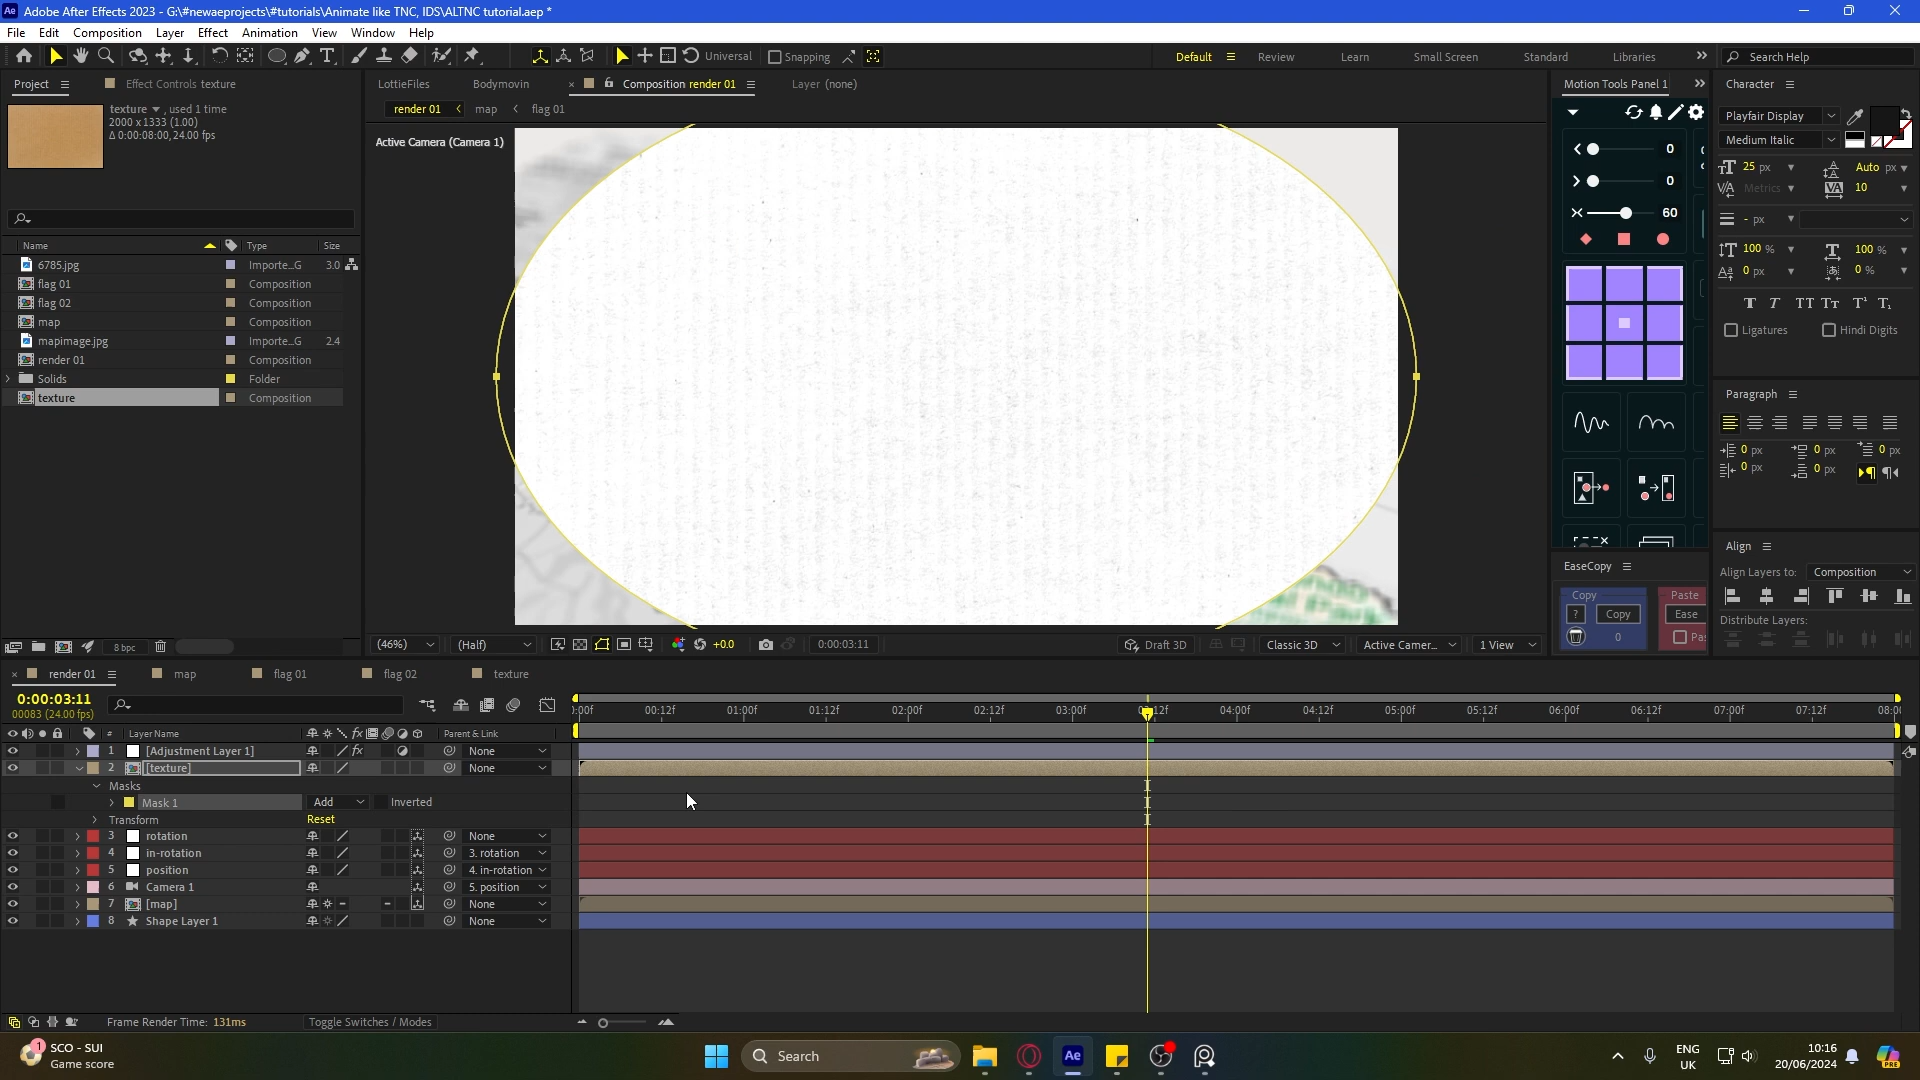 Adobe After Effects 2023 - G:\#newaeprojects\#tutorials\Animate like TNC, IDS\ALTNC tutorial.aep *
File Edit Composition Layer Effect Animation View Window Help
Universal Snapping Default Review Learn Small Screen Standard Libraries Search Help
Project Effect Controls texture
texture , used 1 time
2000 x 1333 (1.00)
Δ 0:00:08:00, 24.00 fps
Name Type Size
6785.jpg Importe...G 3.0
flag 01 Composition
flag 02 Composition
map Composition
mapimage.jpg Importe...G 2.4
render 01 Composition
Solids Folder
texture Composition
8 bpc
LottieFiles Bodymovin Composition render 01 Layer (none)
render 01 map flag 01
Active Camera (Camera 1)
(46%) (Half) +0.0 0:00:03:11 Draft 3D Classic 3D Active Camer... 1 View
Motion Tools Panel 1
0
0
60
EaseCopy
Copy Paste
? Copy Ease
0
Character
Playfair Display
Medium Italic
25 px Auto px
Metrics 10
- px
100 % 100 %
0 px 0 %
Ligatures Hindi Digits
Paragraph
0 px 0 px 0 px
0 px 0 px
Align
Align Layers to: Composition
Distribute Layers:
render 01 map flag 01 flag 02 texture
0:00:03:11
00083 (24.00 fps)
:00f 00:12f 01:00f 01:12f 02:00f 02:12f 03:00f 04:00f 04:12f 05:00f 05:12f 06:00f 06:12f 07:00f 07:12f 08:0
# Layer Name Parent & Link
1 [Adjustment Layer 1] None
2 [texture] None
Masks
Mask 1 Add Inverted
Transform Reset
3 rotation None
4 in-rotation 3. rotation
5 position 4. in-rotation
6 Camera 1 5. position
7 [map] None
8 Shape Layer 1 None
Frame Render Time: 131ms Toggle Switches / Modes
1 SCO - SUI
Game score
Search
ENG
UK
10:16
20/06/2024